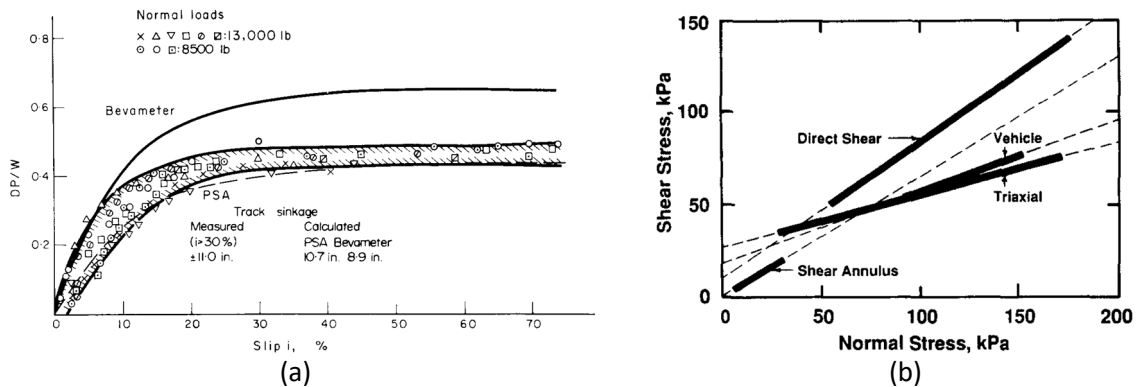 Normal loads
× △ ▽ □ ⊘ ⧄ :13,000 lb
⊙ ○ ⊡ :8500 lb
DP/W
0·8
0·6
0·4
0·2
Bevameter
PSA
Track sinkage
Measured Calculated
(i>30%) PSA Bevameter
±11.0 in. 10.7 in. 8.9 in.
0 10 20 30 40 50 60 70
Slip i, %
(a)
Shear Stress, kPa
150
100
50
0
Direct Shear
Vehicle
Triaxial
Shear Annulus
0 50 100 150 200
Normal Stress, kPa
(b)